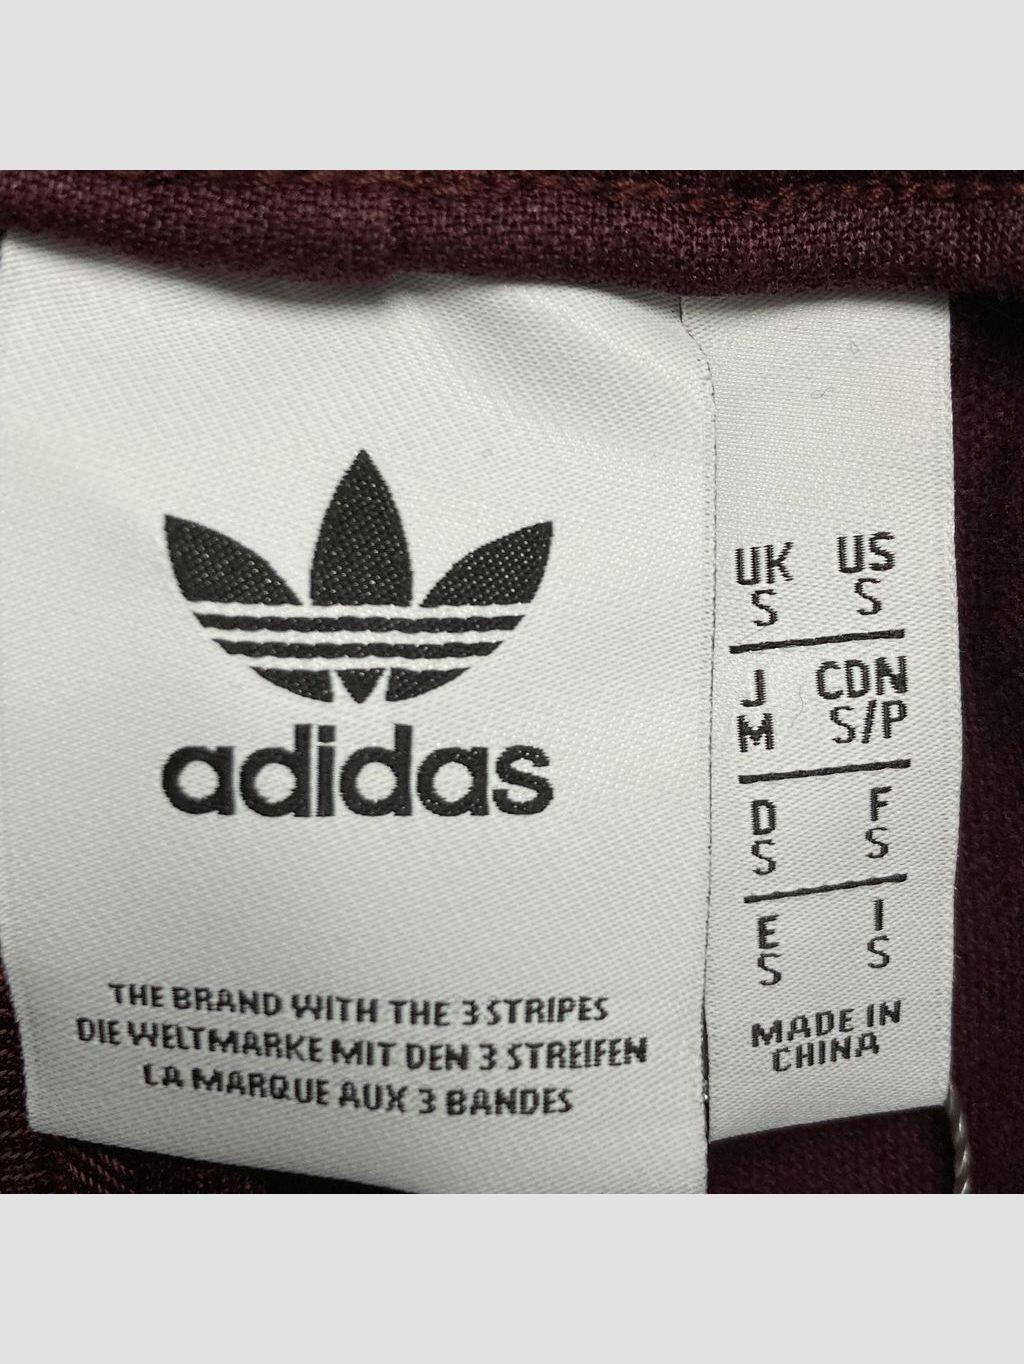 adidas
THE BRAND WITH THE 3 STRIPES
DIE WELTMARKE MIT DEN 3 STREIFEN
LA MARQUE AUX 3 BANDES
UK US
S S
J CDN
M S/P
D F
S S
E I
S S
MADE IN
CHINA